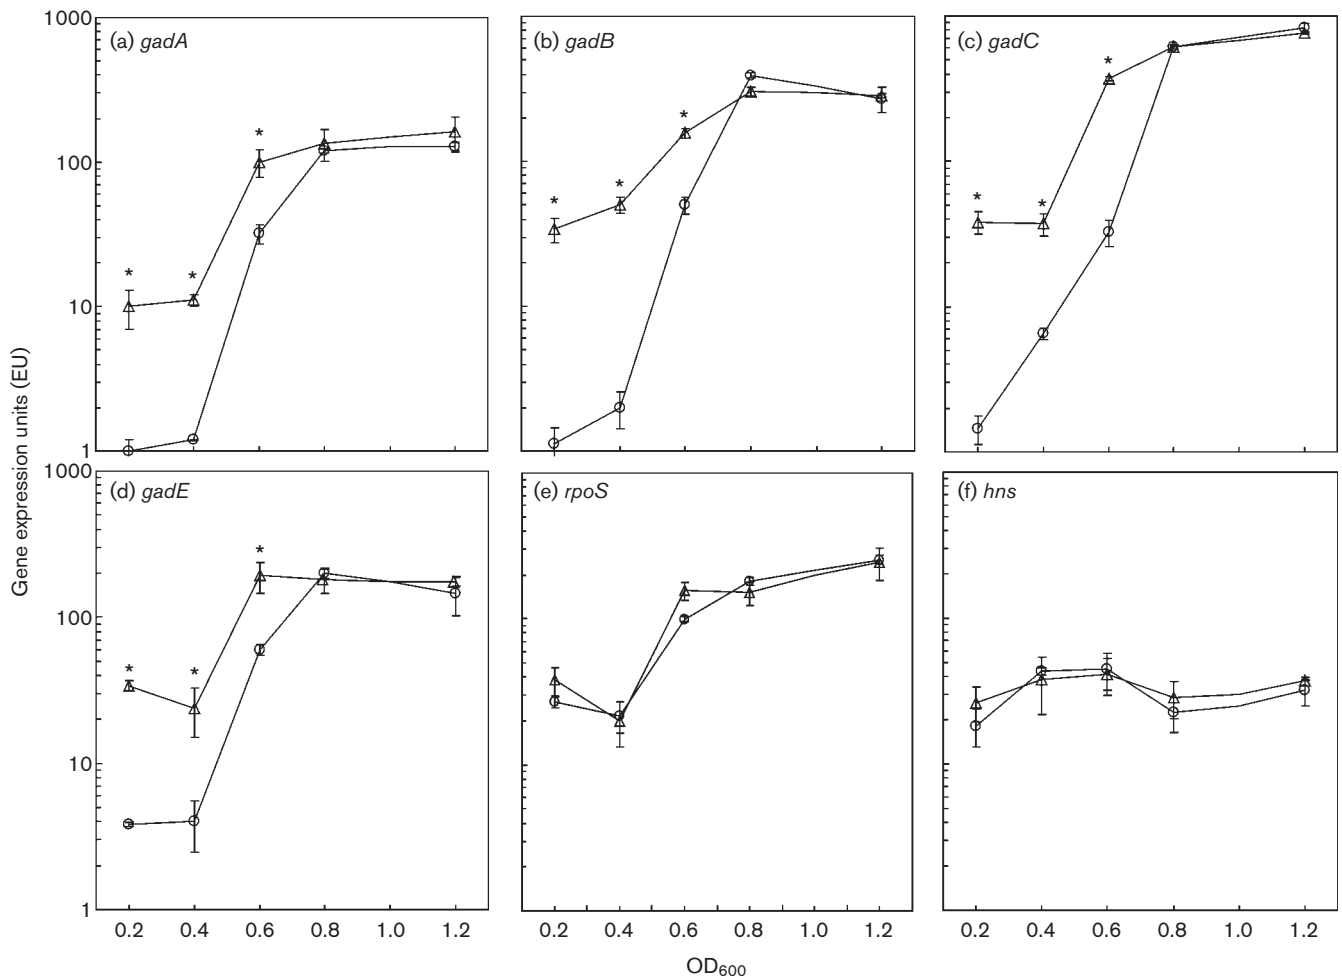 (a) gadA
(b) gadB
(c) gadC
1000
100
10
1
* * *
* * *
* * *
(d) gadE
(e) rpoS
(f) hns
1000
100
10
1
* * *
Gene expression units (EU)
0.2 0.4 0.6 0.8 1.0 1.2
0.2 0.4 0.6 0.8 1.0 1.2
0.2 0.4 0.6 0.8 1.0 1.2
OD600